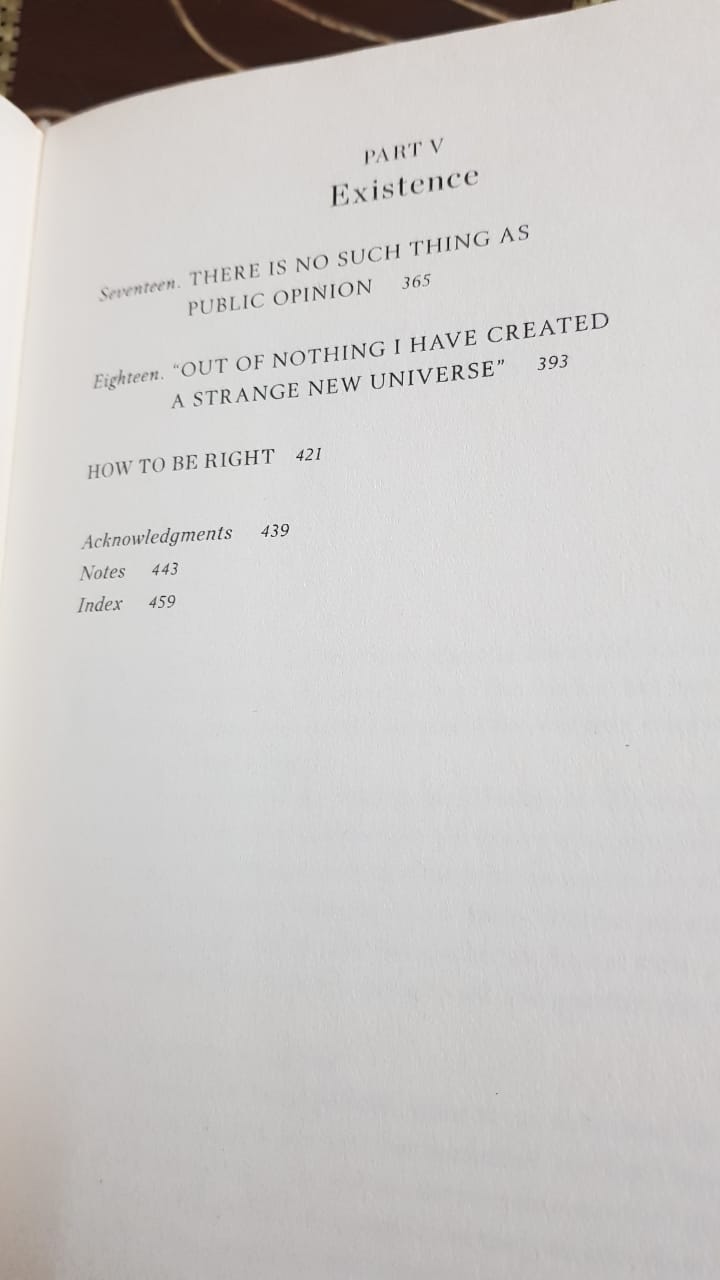 PART V
Existence
Seventeen. THERE IS NO SUCH THING AS
PUBLIC OPINION 365
Eighteen. “OUT OF NOTHING I HAVE CREATED
A STRANGE NEW UNIVERSE” 393
HOW TO BE RIGHT 421
Acknowledgments 439
Notes 443
Index 459